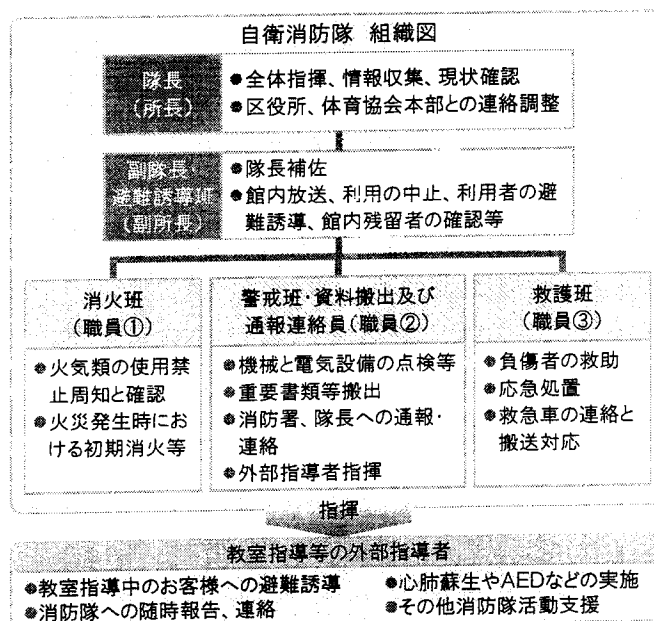 自衛消防隊 組織図
隊長
(所長)
●全体指揮、情報収集、現状確認
●区役所、体育協会本部との連絡調整
副隊長・
避難誘導班
(副所長)
●隊長補佐
●館内放送、利用の中止、利用者の避
難誘導、館内残留者の確認等
消火班
(職員①)
●火気類の使用禁
止周知と確認
●火災発生時にお
ける初期消火等
警戒班・資料搬出及び
通報連絡員(職員②)
●機械と電気設備の点検等
●重要書類等搬出
●消防署、隊長への通報・
連絡
●外部指導者指揮
救護班
(職員③)
●負傷者の救助
●応急処置
●救急車の連絡と
搬送対応
指揮
教室指導等の外部指導者
●教室指導中のお客様への避難誘導
●消防隊への随時報告、連絡
●心肺蘇生やAEDなどの実施
●その他消防隊活動支援